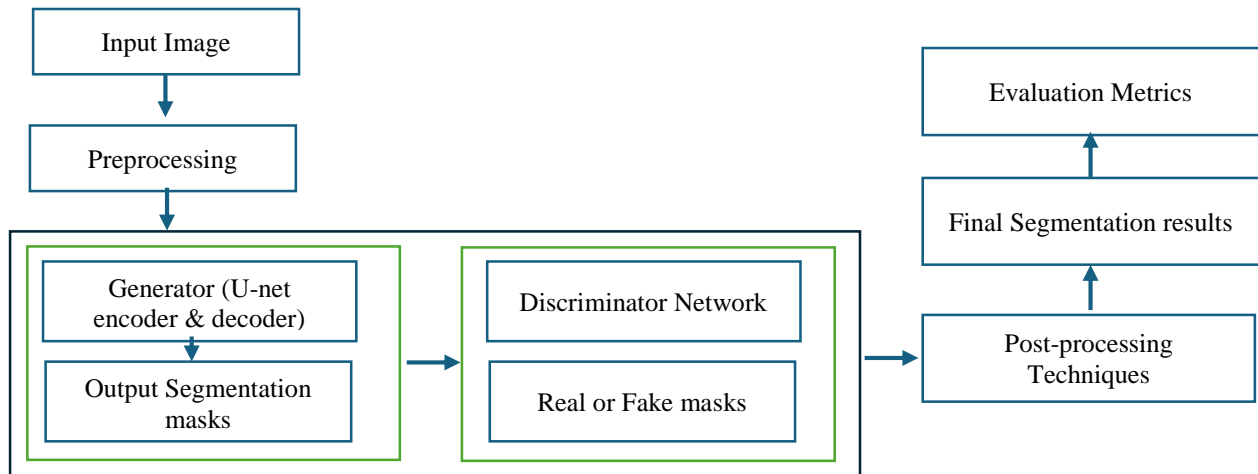 Input Image
Preprocessing
Generator (U-net
encoder & decoder)
Output Segmentation
masks
Discriminator Network
Real or Fake masks
Post-processing
Techniques
Final Segmentation results
Evaluation Metrics